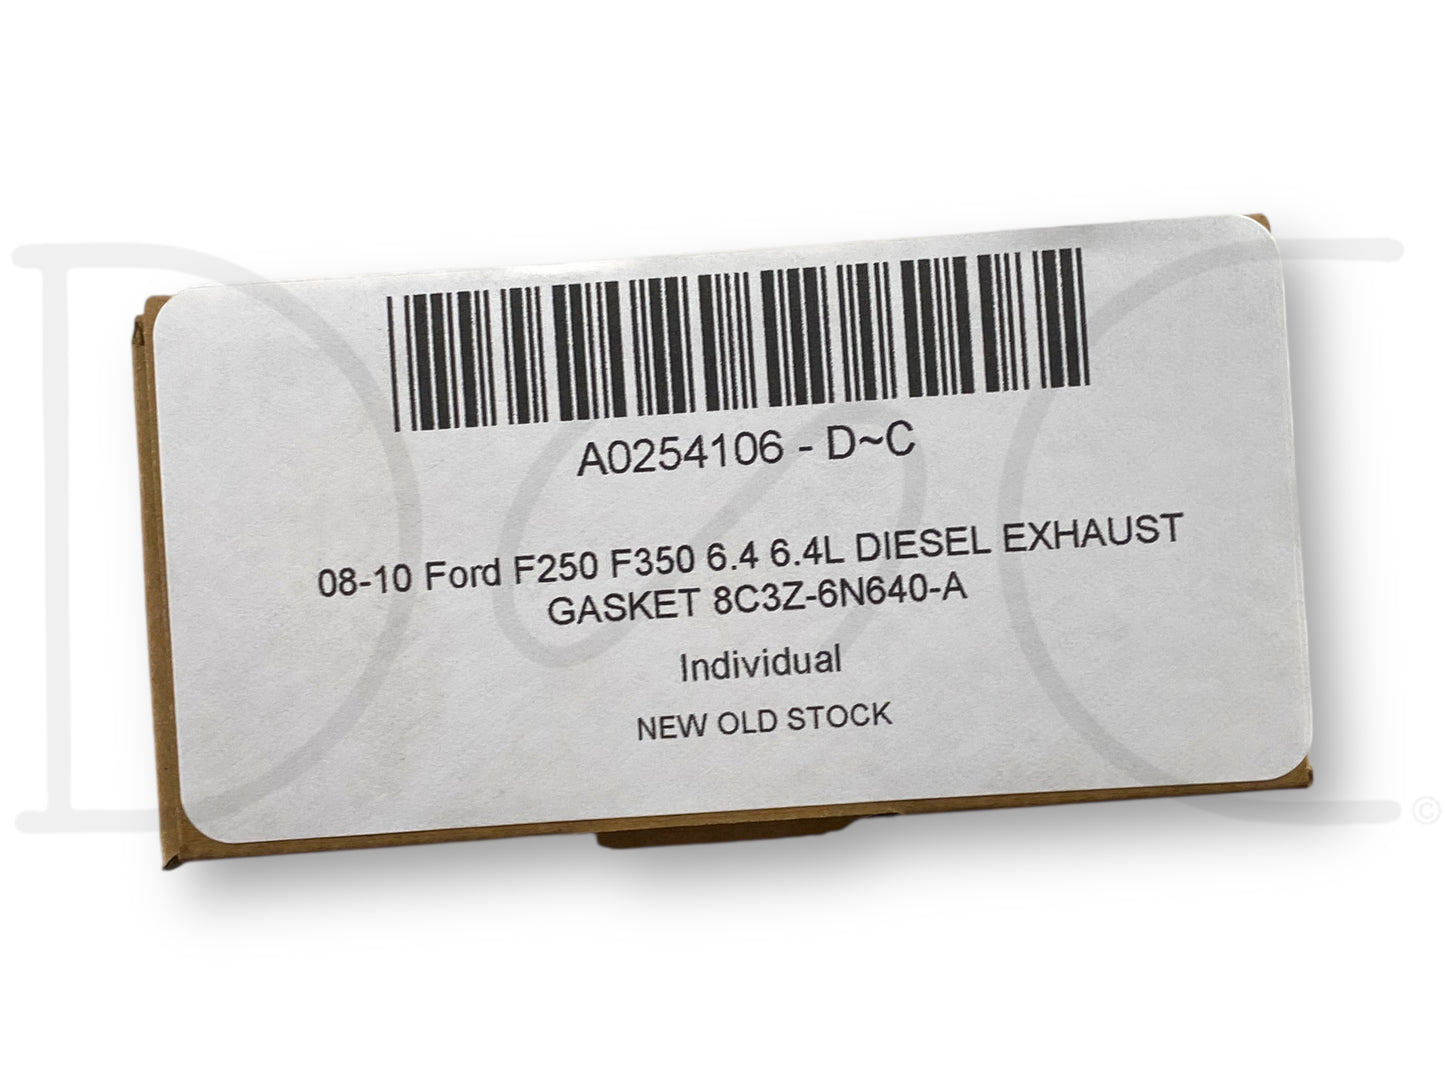 A0254106 - D~C
08-10 Ford F250 F350 6.4 6.4L DIESEL EXHAUST
GASKET 8C3Z-6N640-A
Individual
NEW OLD STOCK
D~C
©